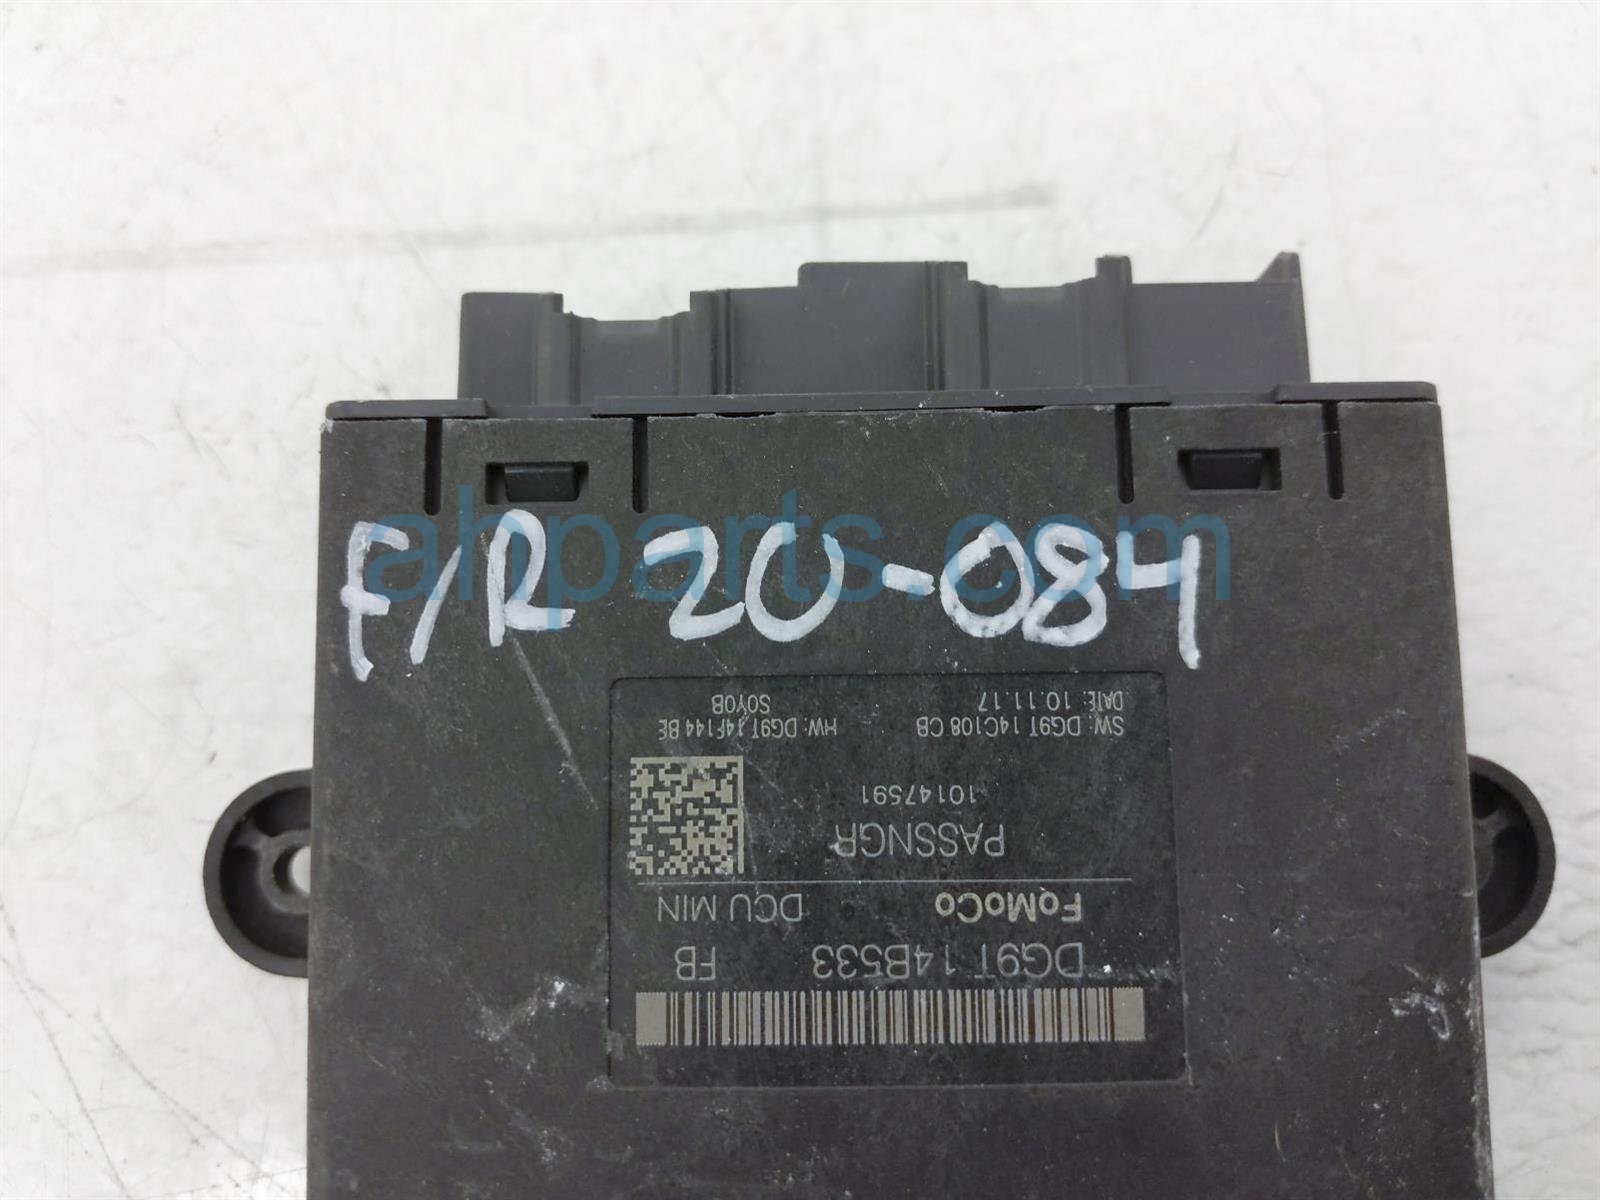 F/R 20-084
ahparts.com
DG9T 14B533 FB
FoMoCo DCU MIN
PASSNGR
10147591
SW: DG9T 14C108 CB HW: DG9T 14F144 BE
DATE: 10.11.17 S0Y0B